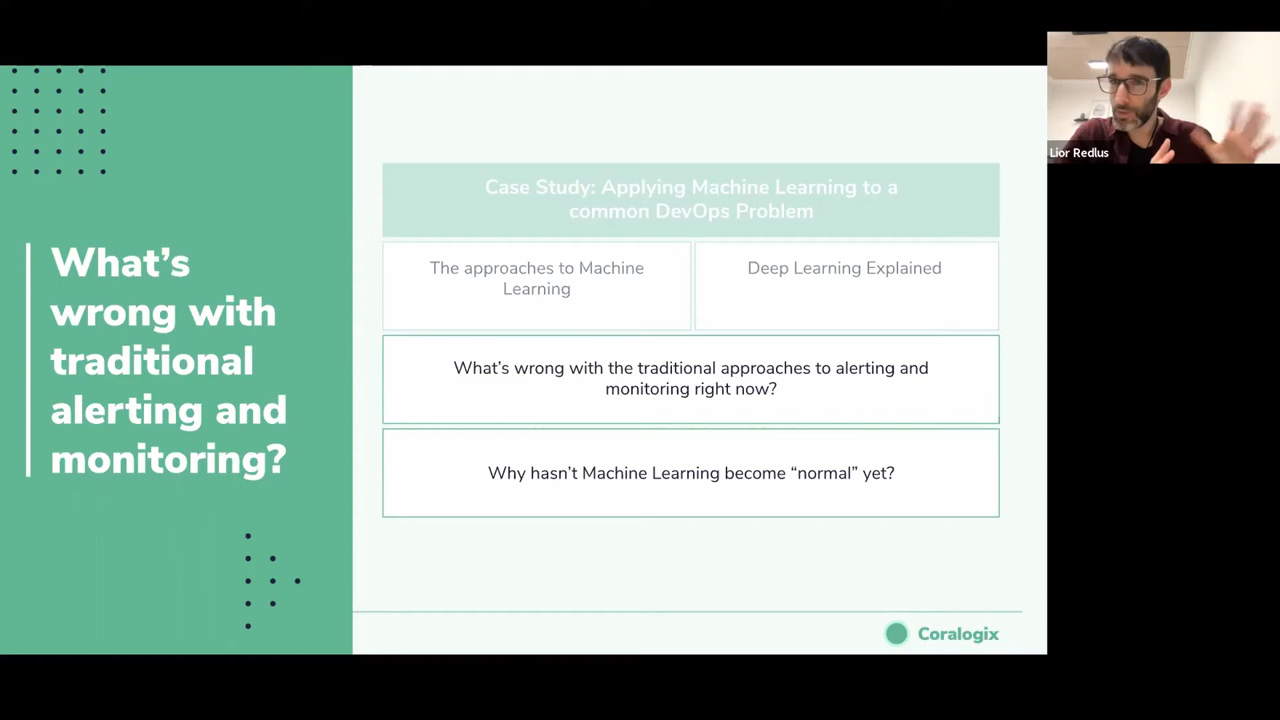 What's
wrong with
traditional
alerting and
monitoring?
Case Study: Applying Machine Learning to a
common DevOps Problem
The approaches to Machine
Learning
Deep Learning Explained
What's wrong with the traditional approaches to alerting and
monitoring right now?
Why hasn't Machine Learning become “normal” yet?
Coralogix
Lior Redlus